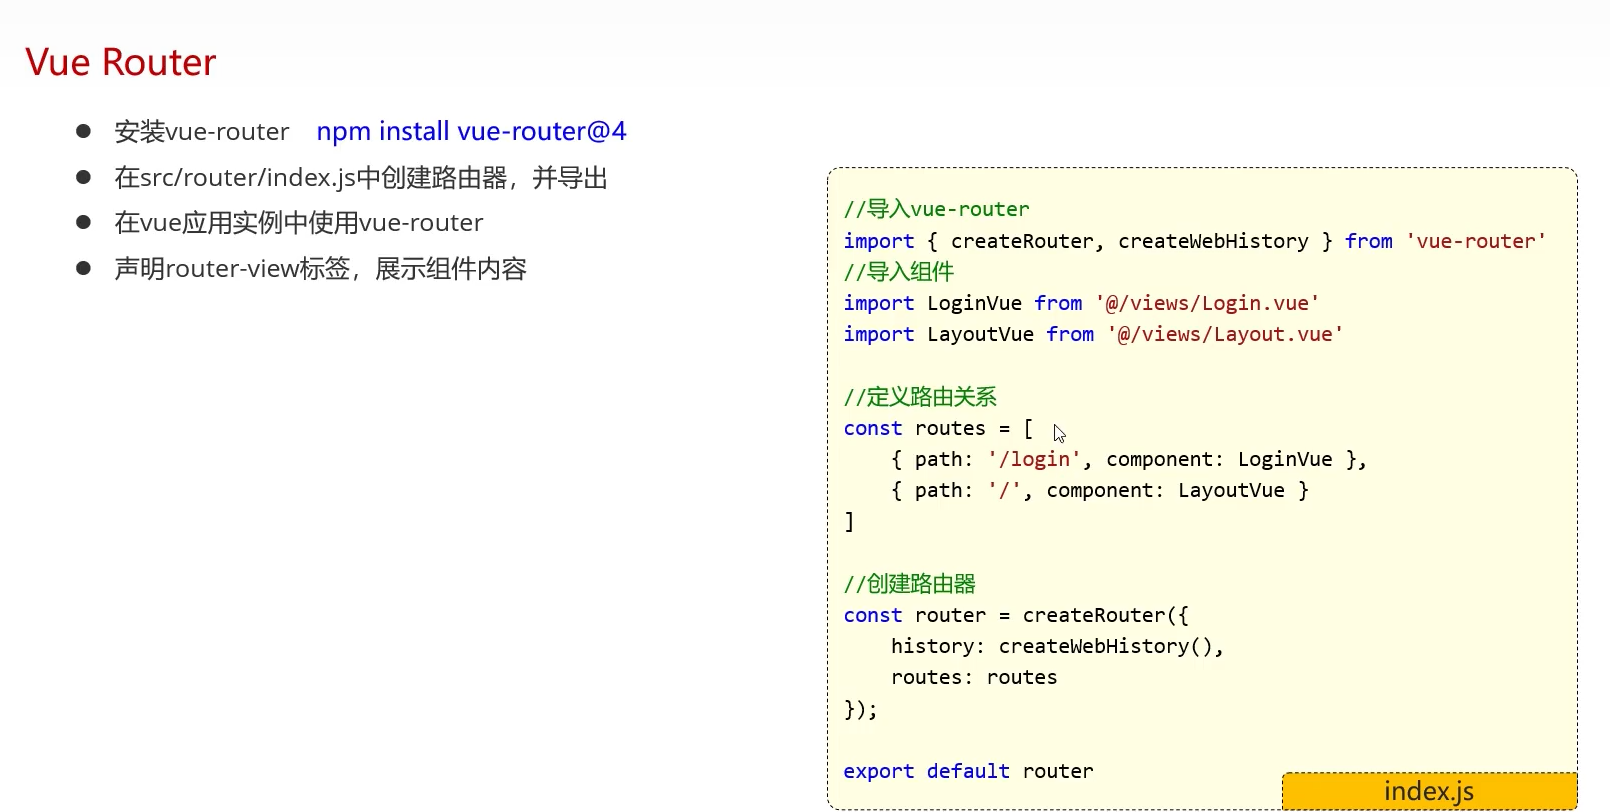 Vue Router
● 安装vue-router npm install vue-router@4
● 在src/router/index.js中创建路由器，并导出
● 在vue应用实例中使用vue-router
● 声明router-view标签，展示组件内容
//导入vue-router
import { createRouter, createWebHistory } from 'vue-router'
//导入组件
import LoginVue from '@/views/Login.vue'
import LayoutVue from '@/views/Layout.vue'
//定义路由关系
const routes = [
{ path: '/login', component: LoginVue },
{ path: '/', component: LayoutVue }
]
//创建路由器
const router = createRouter({
history: createWebHistory(),
routes: routes
});
export default router
index.js